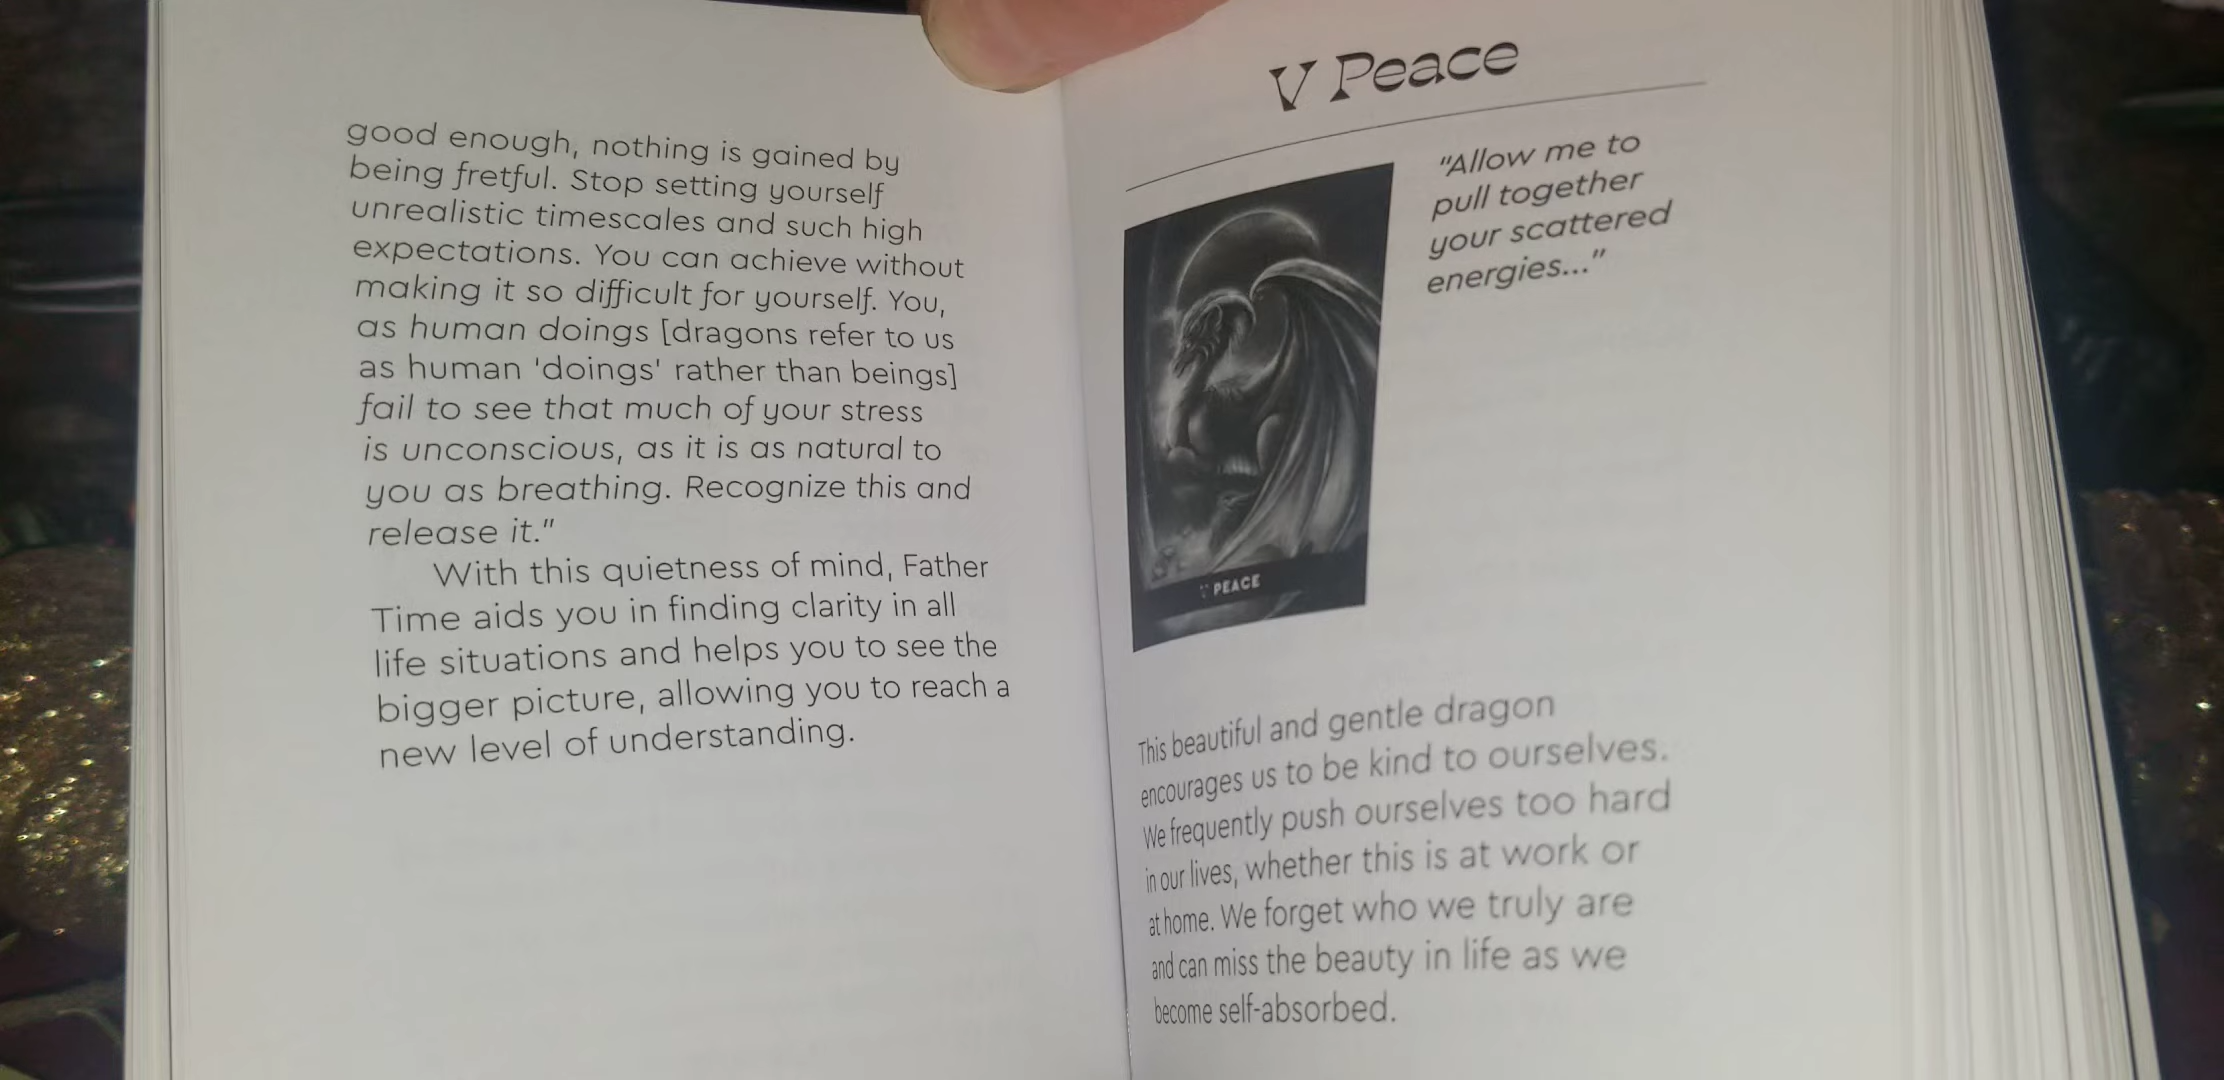 good enough, nothing is gained by
being fretful. Stop setting yourself
unrealistic timescales and such high
expectations. You can achieve without
making it so difficult for yourself. You,
as human doings [dragons refer to us
as human 'doings' rather than beings]
fail to see that much of your stress
is unconscious, as it is as natural to
you as breathing. Recognize this and
release it."
With this quietness of mind, Father
Time aids you in finding clarity in all
life situations and helps you to see the
bigger picture, allowing you to reach a
new level of understanding.
V Peace
"Allow me to
pull together
your scattered
energies..."
V PEACE
This beautiful and gentle dragon
encourages us to be kind to ourselves.
We frequently push ourselves too hard
in our lives, whether this is at work or
at home. We forget who we truly are
and can miss the beauty in life as we
become self-absorbed.